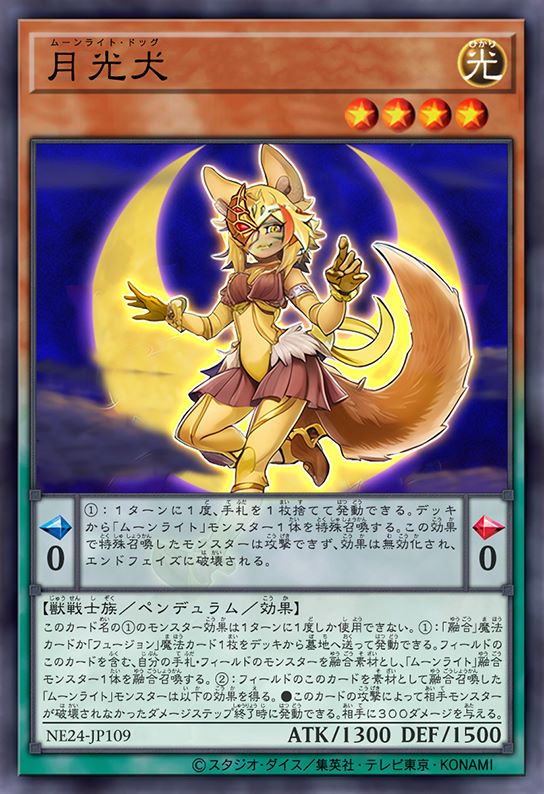 ムーンライト・ドッグ
月光犬
ひかり
光
①：1ターンに1度、手札を1枚捨てて発動できる。デッキ
から「ムーンライト」モンスター1体を特殊召喚する。この効果
で特殊召喚したモンスターは攻撃できず、効果は無効化され、
エンドフェイズに破壊される。
0
0
【獣戦士族／ペンデュラム／効果】
このカード名の①のモンスター効果は1ターンに1度しか使用できない。①：「融合」魔法
カードか「フュージョン」魔法カード1枚をデッキから墓地へ送って発動できる。フィールドの
このカードを含む、自分の手札・フィールドのモンスターを融合素材とし、「ムーンライト」融合
モンスター1体を融合召喚する。②：フィールドのこのカードを素材として融合召喚した
「ムーンライト」モンスターは以下の効果を得る。●このカードの攻撃によって相手モンスター
が破壊されなかったダメージステップ終了時に発動できる。相手に300ダメージを与える。
NE24-JP109
ATK/1300 DEF/1500
©スタジオ・ダイス／集英社・テレビ東京・KONAMI